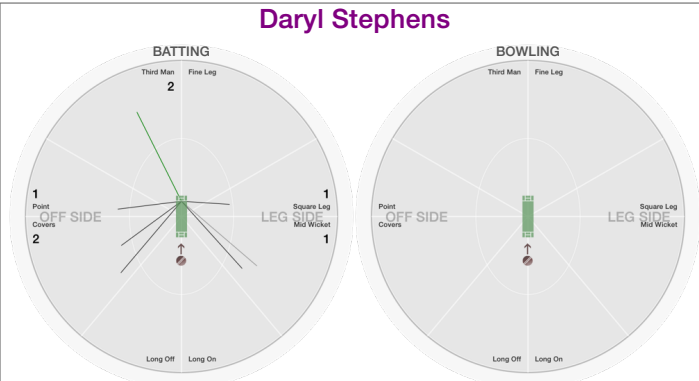 Daryl Stephens
BATTING
Third Man
Fine Leg
2
1
Point
OFF SIDE
Covers
2
1
Square Leg
LEG SIDE
Mid Wicket
1
Long Off
Long On
BOWLING
Third Man
Fine Leg
Point
OFF SIDE
Covers
Square Leg
LEG SIDE
Mid Wicket
Long Off
Long On